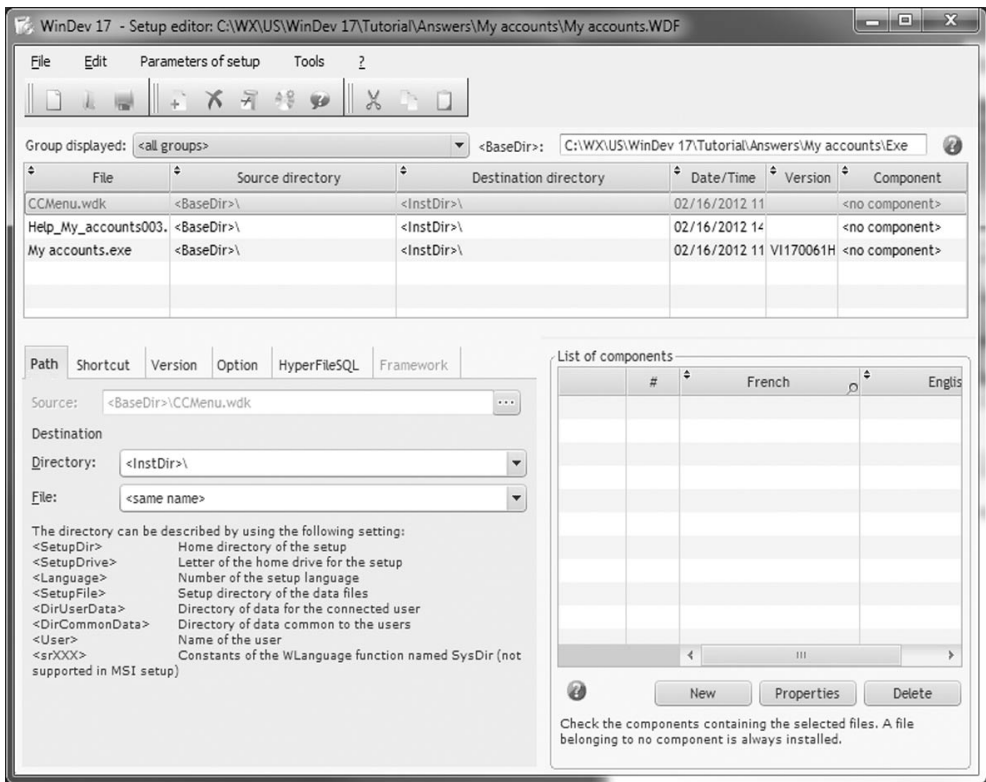 WinDev 17 - Setup editor: C:\WX\US\WinDev 17\Tutorial\Answers\My accounts\My accounts.WDF
File Edit Parameters of setup Tools ?
Group displayed: <all groups> <BaseDir>: C:\WX\US\WinDev 17\Tutorial\Answers\My accounts\Exe
File Source directory Destination directory Date/Time Version Component
CCMenu.wdk <BaseDir>\ <InstDir>\ 02/16/2012 11 <no component>
Help_My_accounts003. <BaseDir>\ <InstDir>\ 02/16/2012 14 <no component>
My accounts.exe <BaseDir>\ <InstDir>\ 02/16/2012 11 VI170061H <no component>
Path Shortcut Version Option HyperFileSQL Framework
Source: <BaseDir>\CCMenu.wdk ...
Destination
Directory: <InstDir>\
File: <same name>
The directory can be described by using the following setting:
<SetupDir> Home directory of the setup
<SetupDrive> Letter of the home drive for the setup
<Language> Number of the setup language
<SetupFile> Setup directory of the data files
<DirUserData> Directory of data for the connected user
<DirCommonData> Directory of data common to the users
<User> Name of the user
<srXXX> Constants of the WLanguage function named SysDir (not
supported in MSI setup)
List of components
# French Englis
New Properties Delete
Check the components containing the selected files. A file
belonging to no component is always installed.